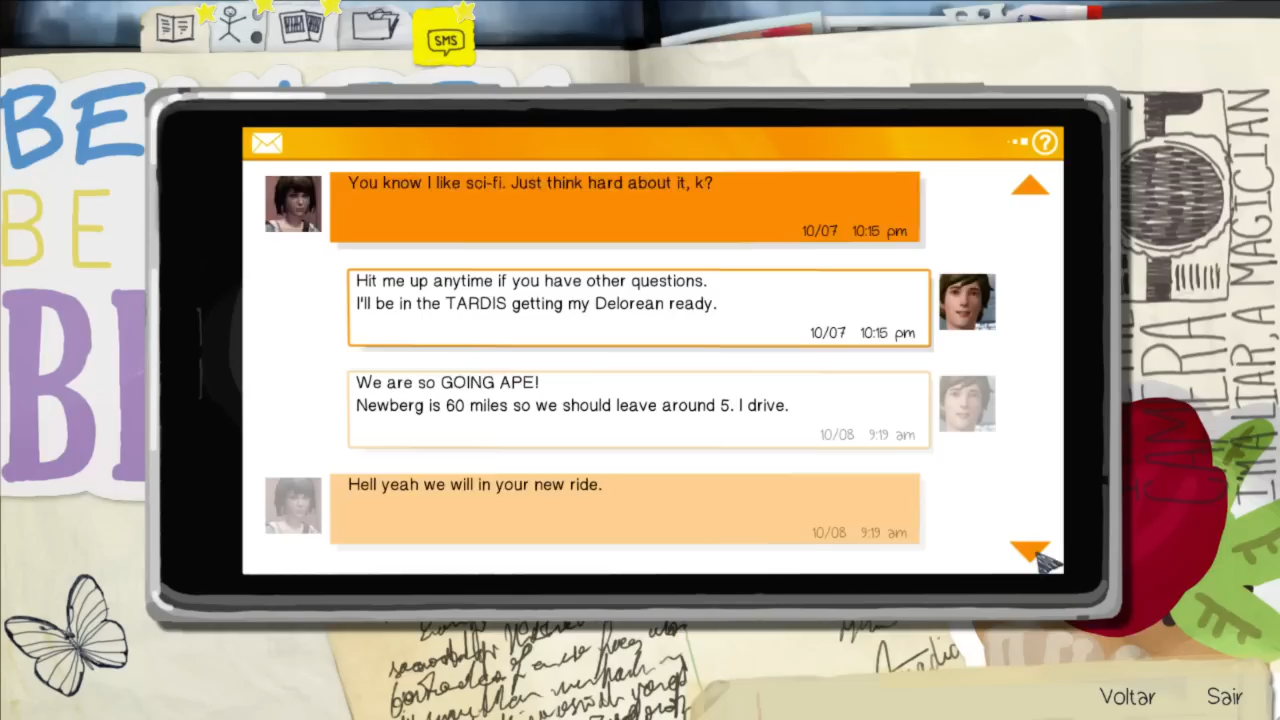 SMS
BE
BE
You know I like sci-fi. Just think hard about it, k?
10/07 10:15 pm
Hit me up anytime if you have other questions.
I'll be in the TARDIS getting my Delorean ready.
10/07 10:15 pm
We are so GOING APE!
Newberg is 60 miles so we should leave around 5. I drive.
10/08 9:19 am
Hell yeah we will in your new ride.
10/08 9:19 am
?
A MAGICIAN
Voltar
Sair